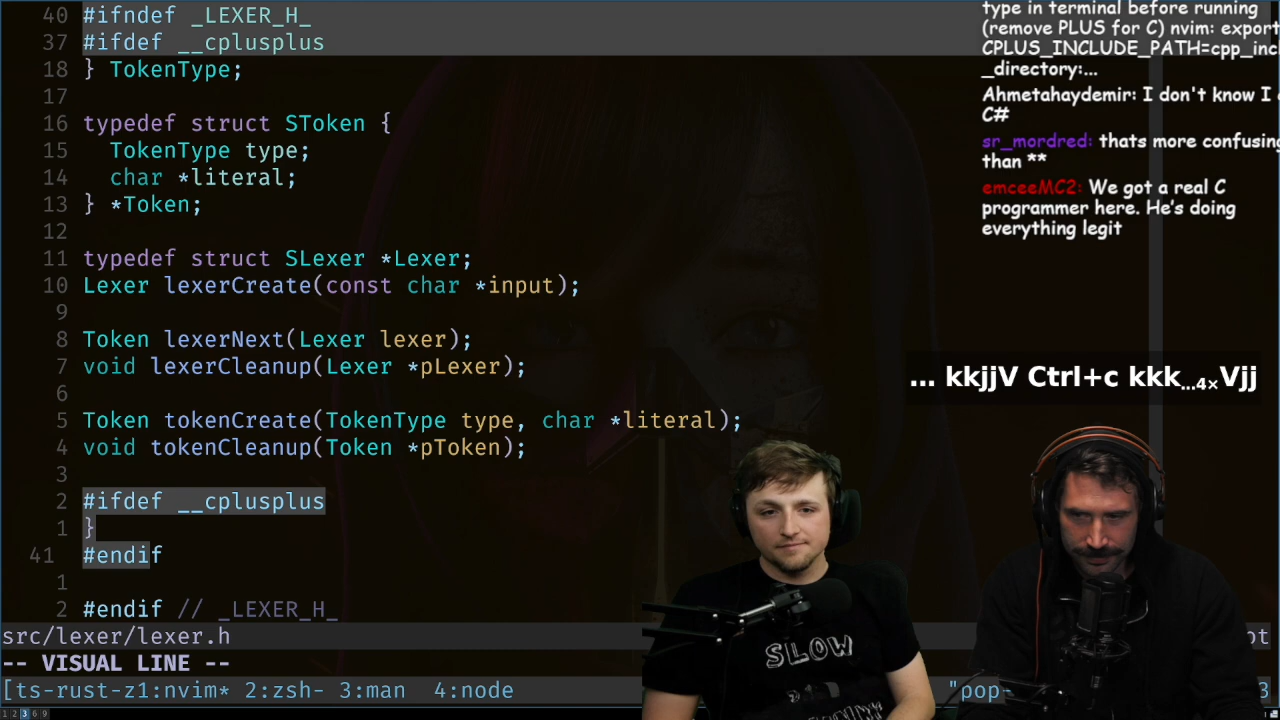 40 #ifndef _LEXER_H_
37 #ifdef __cplusplus
18 } TokenType;
17
16 typedef struct SToken {
15 TokenType type;
14 char *literal;
13 } *Token;
12
11 typedef struct SLexer *Lexer;
10 Lexer lexerCreate(const char *input);
9
8 Token lexerNext(Lexer lexer);
7 void lexerCleanup(Lexer *pLexer);
6
5 Token tokenCreate(TokenType type, char *literal);
4 void tokenCleanup(Token *pToken);
3
2 #ifdef __cplusplus
1 }
41 #endif
1
2 #endif // _LEXER_H_
src/lexer/lexer.h
-- VISUAL LINE --
[ts-rust-z1:nvim* 2:zsh- 3:man 4:node "pop-
type in terminal before running
(remove PLUS for C) nvim: export
CPLUS_INCLUDE_PATH=cpp_inc
_directory:...
Ahmetahaydemir: I don't know I
C#
sr_mordred: thats more confusing
than **
emceeMC2: We got a real C
programmer here. He's doing
everything legit
... kkjjV Ctrl+c kkk...4×Vjj
SLOW
1 2 3 6 9